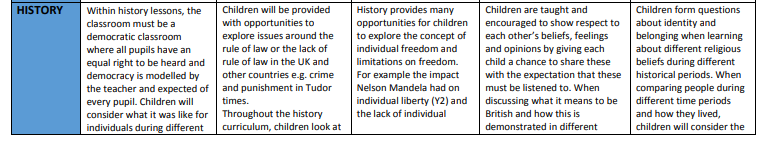 HISTORY
Within history lessons, the
classroom must be a
democratic classroom
where all pupils have an
equal right to be heard and
democracy is modelled by
the teacher and expected of
every pupil. Children will
consider what it was like for
individuals during different
Children will be provided
with opportunities to
explore issues around the
rule of law or the lack of
rule of law in the UK and
other countries e.g. crime
and punishment in Tudor
times.
Throughout the history
curriculum, children look at
History provides many
opportunities for children
to explore the concept of
individual freedom and
limitations on freedom.
For example the impact
Nelson Mandela had on
individual liberty (Y2) and
the lack of individual
Children are taught and
encouraged to show respect to
each other's beliefs, feelings
and opinions by giving each
child a chance to share these
with the expectation that these
must be listened to. When
discussing what it means to be
British and how this is
demonstrated in different
Children form questions
about identity and
belonging when learning
about different religious
beliefs during different
historical periods. When
comparing people during
different time periods
and how they lived,
children will consider the